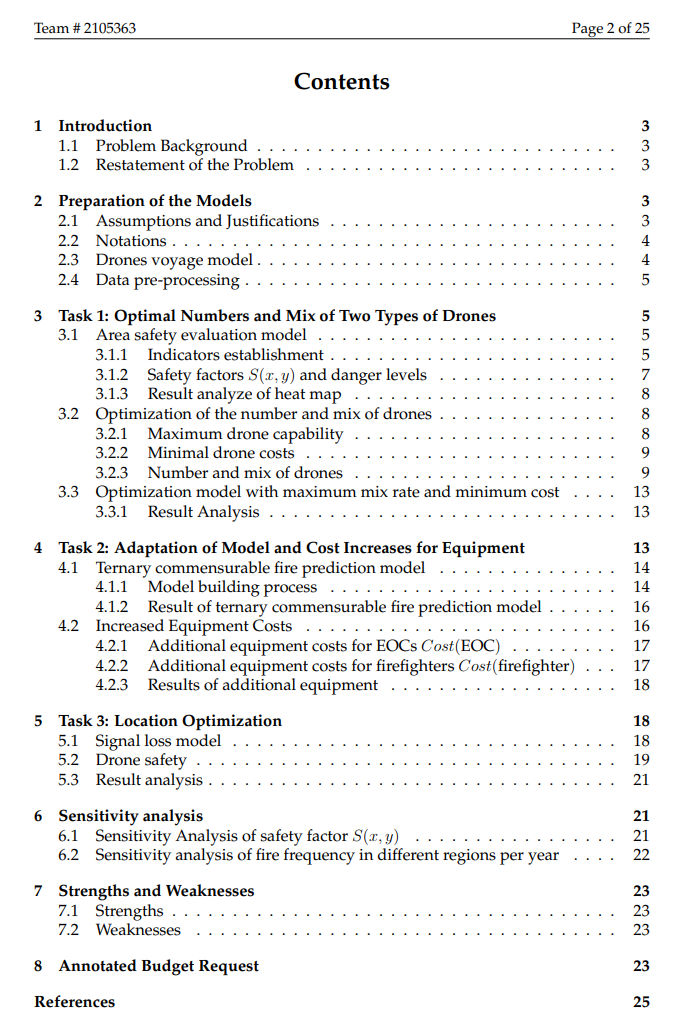 Team # 2105363 Page 2 of 25
Contents
1 Introduction 3
1.1 Problem Background . . . . . . . . . . . . . . . . . . . . . . . . . . . . . . 3
1.2 Restatement of the Problem . . . . . . . . . . . . . . . . . . . . . . . . . . 3
2 Preparation of the Models 3
2.1 Assumptions and Justifications . . . . . . . . . . . . . . . . . . . . . . . . 3
2.2 Notations . . . . . . . . . . . . . . . . . . . . . . . . . . . . . . . . . . . . . 4
2.3 Drones voyage model . . . . . . . . . . . . . . . . . . . . . . . . . . . . . . 4
2.4 Data pre-processing . . . . . . . . . . . . . . . . . . . . . . . . . . . . . . . 5
3 Task 1: Optimal Numbers and Mix of Two Types of Drones 5
3.1 Area safety evaluation model . . . . . . . . . . . . . . . . . . . . . . . . . 5
3.1.1 Indicators establishment . . . . . . . . . . . . . . . . . . . . . . . . 5
3.1.2 Safety factors S(x, y) and danger levels . . . . . . . . . . . . . . . 7
3.1.3 Result analyze of heat map . . . . . . . . . . . . . . . . . . . . . . 8
3.2 Optimization of the number and mix of drones . . . . . . . . . . . . . . . 8
3.2.1 Maximum drone capability . . . . . . . . . . . . . . . . . . . . . . 8
3.2.2 Minimal drone costs . . . . . . . . . . . . . . . . . . . . . . . . . . 9
3.2.3 Number and mix of drones . . . . . . . . . . . . . . . . . . . . . . 9
3.3 Optimization model with maximum mix rate and minimum cost . . . . 13
3.3.1 Result Analysis . . . . . . . . . . . . . . . . . . . . . . . . . . . . . 13
4 Task 2: Adaptation of Model and Cost Increases for Equipment 13
4.1 Ternary commensurable fire prediction model . . . . . . . . . . . . . . . 14
4.1.1 Model building process . . . . . . . . . . . . . . . . . . . . . . . . 14
4.1.2 Result of ternary commensurable fire prediction model . . . . . . 16
4.2 Increased Equipment Costs . . . . . . . . . . . . . . . . . . . . . . . . . . 16
4.2.1 Additional equipment costs for EOCs Cost(EOC) . . . . . . . . . 17
4.2.2 Additional equipment costs for firefighters Cost(firefighter) . . . 17
4.2.3 Results of additional equipment . . . . . . . . . . . . . . . . . . . 18
5 Task 3: Location Optimization 18
5.1 Signal loss model . . . . . . . . . . . . . . . . . . . . . . . . . . . . . . . . 18
5.2 Drone safety . . . . . . . . . . . . . . . . . . . . . . . . . . . . . . . . . . . 19
5.3 Result analysis . . . . . . . . . . . . . . . . . . . . . . . . . . . . . . . . . . 21
6 Sensitivity analysis 21
6.1 Sensitivity Analysis of safety factor S(x, y) . . . . . . . . . . . . . . . . . 21
6.2 Sensitivity analysis of fire frequency in different regions per year . . . . 22
7 Strengths and Weaknesses 23
7.1 Strengths . . . . . . . . . . . . . . . . . . . . . . . . . . . . . . . . . . . . . 23
7.2 Weaknesses . . . . . . . . . . . . . . . . . . . . . . . . . . . . . . . . . . . 23
8 Annotated Budget Request 23
References 25